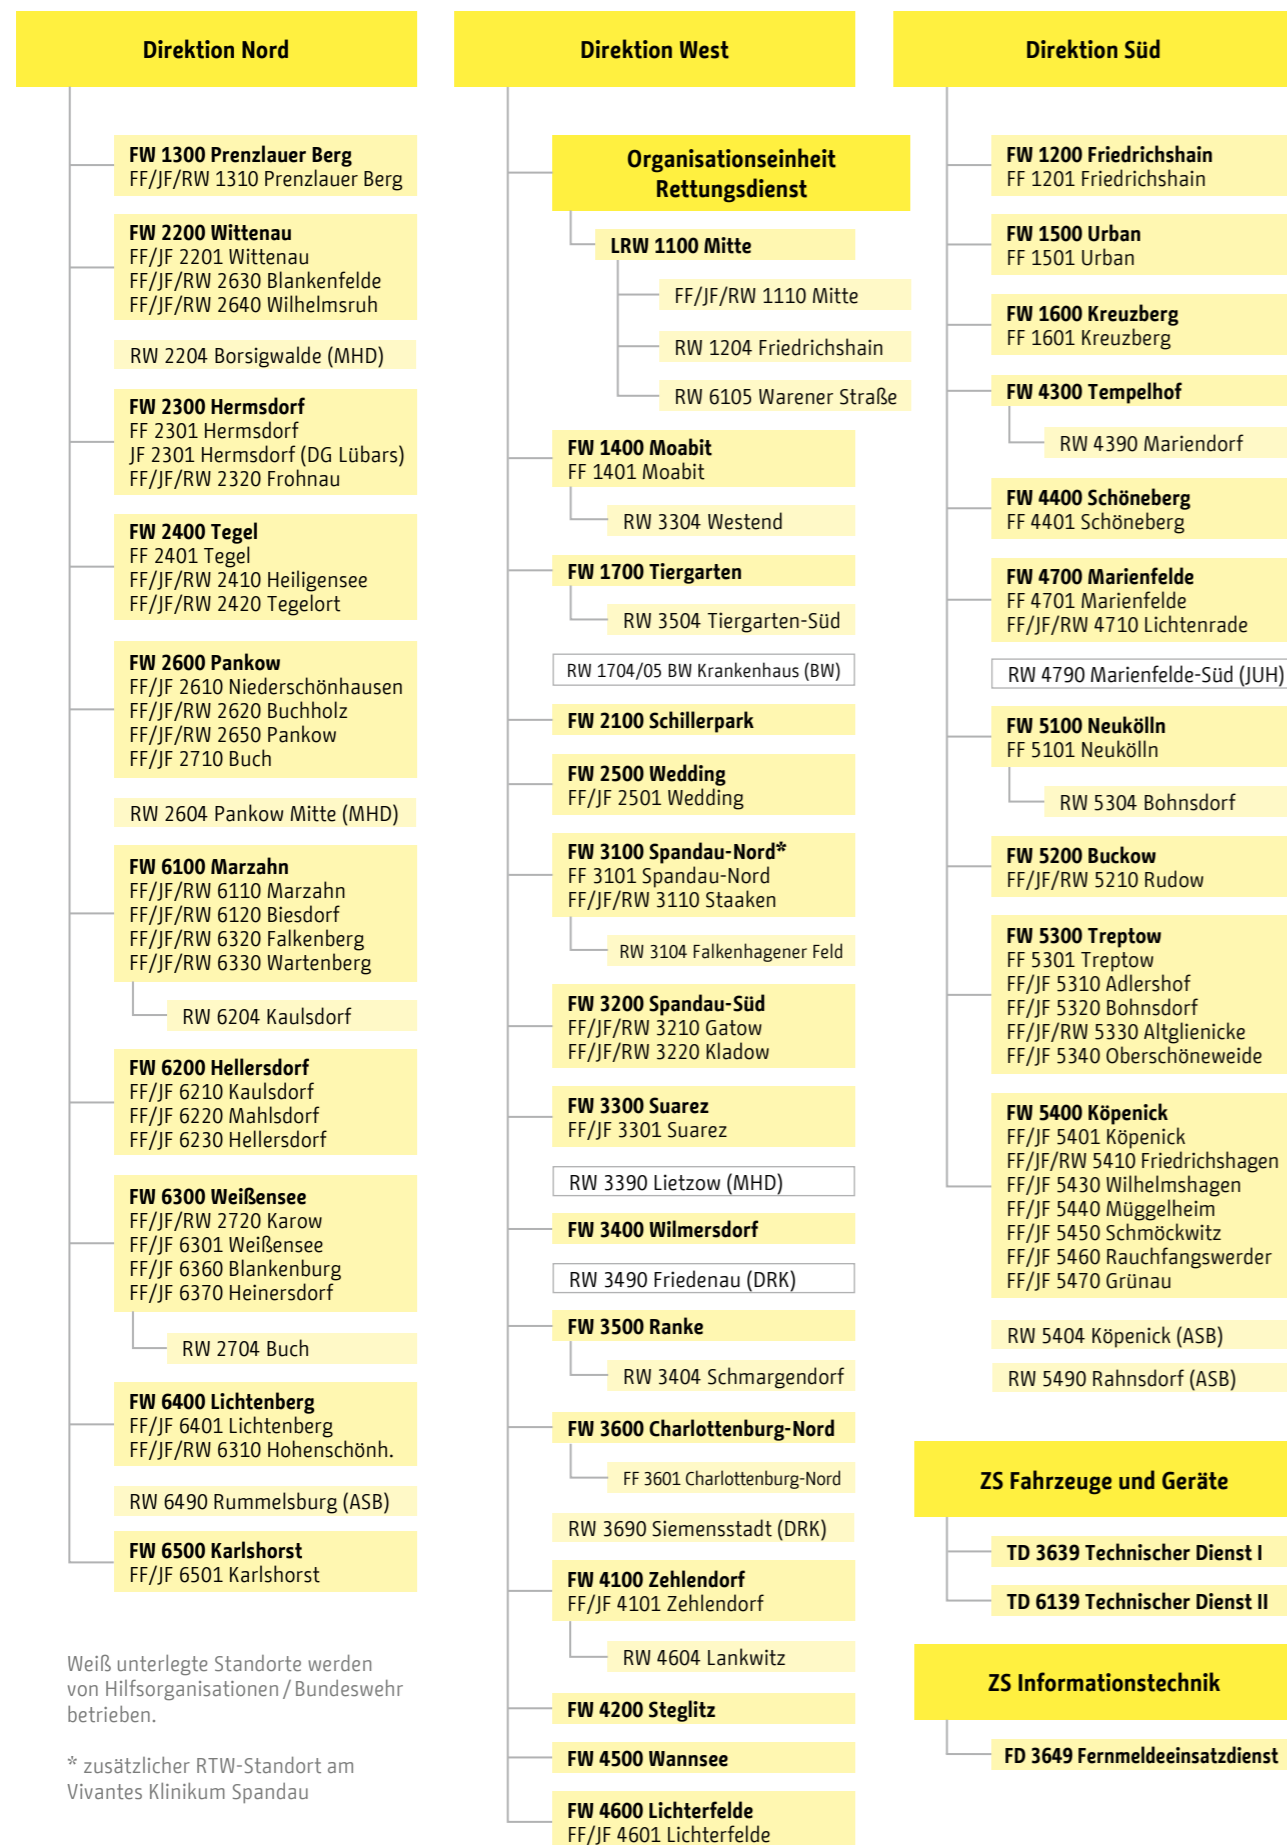 Direktion Nord
FW 1300 Prenzlauer Berg
FF/JF/RW 1310 Prenzlauer Berg
FW 2200 Wittenau
FF/JF 2201 Wittenau
FF/JF/RW 2630 Blankenfelde
FF/JF/RW 2640 Wilhelmsruh
RW 2204 Borsigwalde (MHD)
FW 2300 Hermsdorf
FF 2301 Hermsdorf
JF 2301 Hermsdorf (DG Lübars)
FF/JF/RW 2320 Frohnau
FW 2400 Tegel
FF 2401 Tegel
FF/JF/RW 2410 Heiligensee
FF/JF/RW 2420 Tegelort
FW 2600 Pankow
FF/JF 2610 Niederschönhausen
FF/JF/RW 2620 Buchholz
FF/JF/RW 2650 Pankow
FF/JF 2710 Buch
RW 2604 Pankow Mitte (MHD)
FW 6100 Marzahn
FF/JF/RW 6110 Marzahn
FF/JF/RW 6120 Biesdorf
FF/JF/RW 6320 Falkenberg
FF/JF/RW 6330 Wartenberg
RW 6204 Kaulsdorf
FW 6200 Hellersdorf
FF/JF 6210 Kaulsdorf
FF/JF 6220 Mahlsdorf
FF/JF 6230 Hellersdorf
FW 6300 Weißensee
FF/JF/RW 2720 Karow
FF/JF 6301 Weißensee
FF/JF 6360 Blankenburg
FF/JF 6370 Heinersdorf
RW 2704 Buch
FW 6400 Lichtenberg
FF/JF 6401 Lichtenberg
FF/JF/RW 6310 Hohenschönh.
RW 6490 Rummelsburg (ASB)
FW 6500 Karlshorst
FF/JF 6501 Karlshorst
Weiß unterlegte Standorte werden
von Hilfsorganisationen / Bundeswehr
betrieben.
* zusätzlicher RTW-Standort am
Vivantes Klinikum Spandau
Direktion West
Organisationseinheit
Rettungsdienst
LRW 1100 Mitte
FF/JF/RW 1110 Mitte
RW 1204 Friedrichshain
RW 6105 Warener Straße
FW 1400 Moabit
FF 1401 Moabit
RW 3304 Westend
FW 1700 Tiergarten
RW 3504 Tiergarten-Süd
RW 1704/05 BW Krankenhaus (BW)
FW 2100 Schillerpark
FW 2500 Wedding
FF/JF 2501 Wedding
FW 3100 Spandau-Nord*
FF 3101 Spandau-Nord
FF/JF/RW 3110 Staaken
RW 3104 Falkenhagener Feld
FW 3200 Spandau-Süd
FF/JF/RW 3210 Gatow
FF/JF/RW 3220 Kladow
FW 3300 Suarez
FF/JF 3301 Suarez
RW 3390 Lietzow (MHD)
FW 3400 Wilmersdorf
RW 3490 Friedenau (DRK)
FW 3500 Ranke
RW 3404 Schmargendorf
FW 3600 Charlottenburg-Nord
FF 3601 Charlottenburg-Nord
RW 3690 Siemensstadt (DRK)
FW 4100 Zehlendorf
FF/JF 4101 Zehlendorf
RW 4604 Lankwitz
FW 4200 Steglitz
FW 4500 Wannsee
FW 4600 Lichterfelde
FF/JF 4601 Lichterfelde
Direktion Süd
FW 1200 Friedrichshain
FF 1201 Friedrichshain
FW 1500 Urban
FF 1501 Urban
FW 1600 Kreuzberg
FF 1601 Kreuzberg
FW 4300 Tempelhof
RW 4390 Mariendorf
FW 4400 Schöneberg
FF 4401 Schöneberg
FW 4700 Marienfelde
FF 4701 Marienfelde
FF/JF/RW 4710 Lichtenrade
RW 4790 Marienfelde-Süd (JUH)
FW 5100 Neukölln
FF 5101 Neukölln
RW 5304 Bohnsdorf
FW 5200 Buckow
FF/JF/RW 5210 Rudow
FW 5300 Treptow
FF 5301 Treptow
FF/JF 5310 Adlershof
FF/JF 5320 Bohnsdorf
FF/JF/RW 5330 Altglienicke
FF/JF 5340 Oberschöneweide
FW 5400 Köpenick
FF/JF 5401 Köpenick
FF/JF/RW 5410 Friedrichshagen
FF/JF 5430 Wilhelmshagen
FF/JF 5440 Müggelheim
FF/JF 5450 Schmöckwitz
FF/JF 5460 Rauchfangswerder
FF/JF 5470 Grünau
RW 5404 Köpenick (ASB)
RW 5490 Rahnsdorf (ASB)
ZS Fahrzeuge und Geräte
TD 3639 Technischer Dienst I
TD 6139 Technischer Dienst II
ZS Informationstechnik
FD 3649 Fernmeldeeinsatzdienst